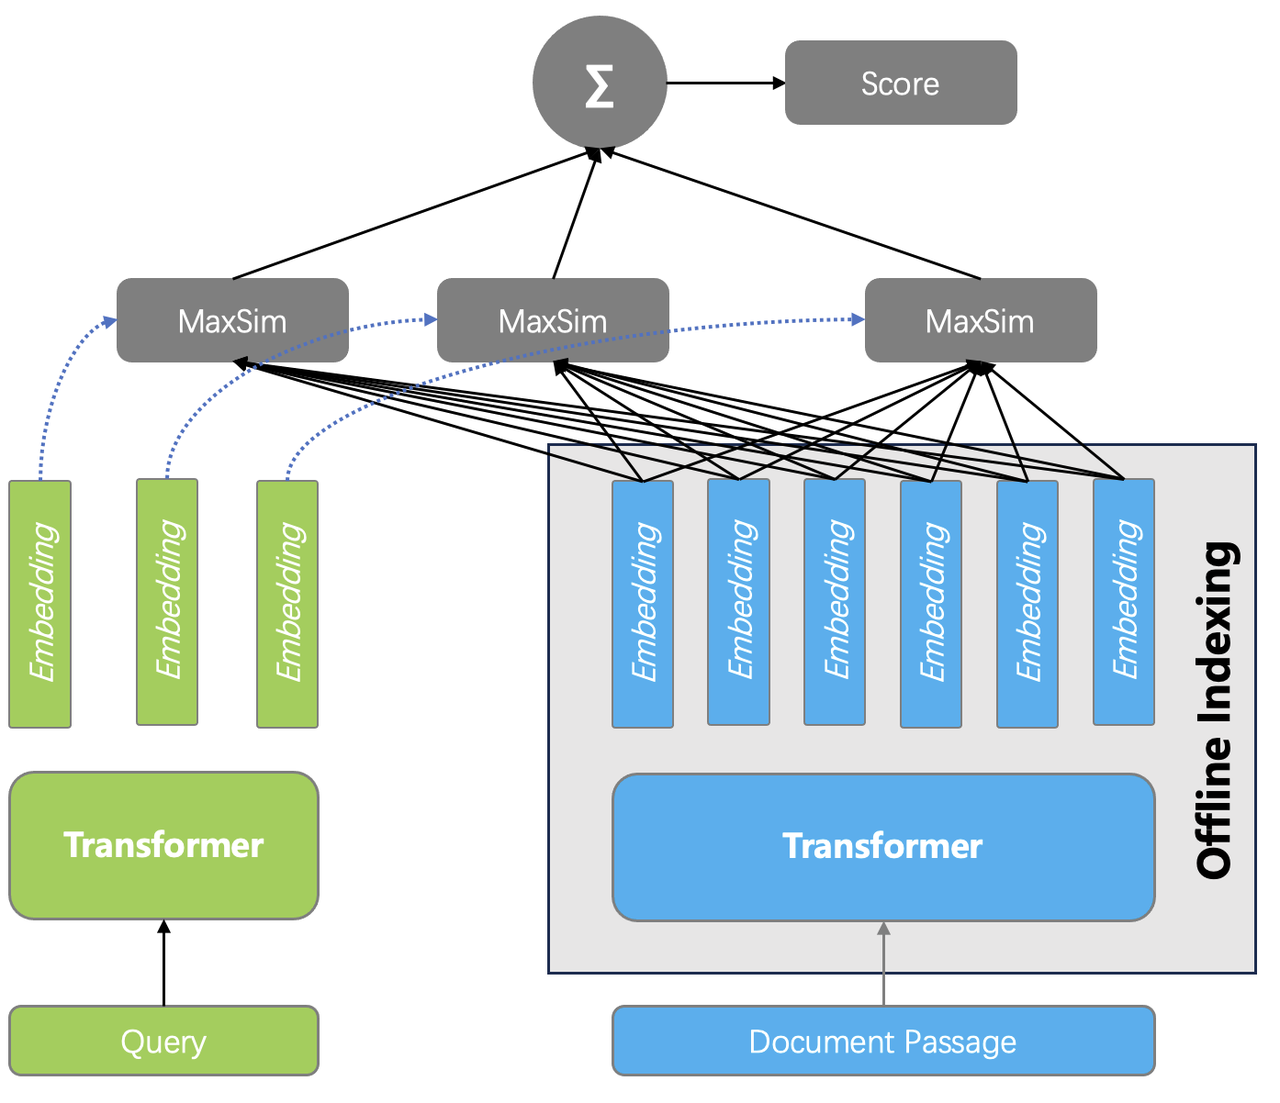 Σ
Score
MaxSim
MaxSim
MaxSim
Embedding
Embedding
Embedding
Embedding
Embedding
Embedding
Embedding
Embedding
Embedding
Offline Indexing
Transformer
Transformer
Query
Document Passage